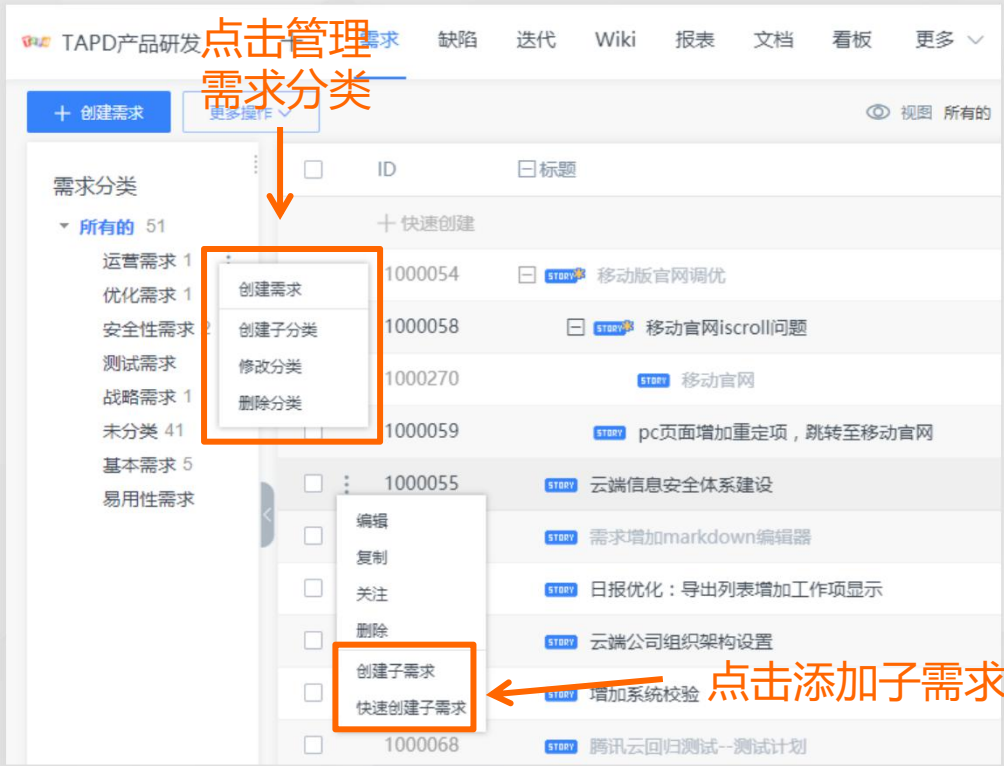 TAPD产品研发
点击管理
需求分类
需求 缺陷 迭代 Wiki 报表 文档 看板 更多
创建需求
更多操作
视图 所有的
需求分类
所有的 51
运营需求 1
优化需求 1
安全性需求 2
测试需求
战略需求 1
未分类 41
基本需求 5
易用性需求
创建需求
创建子分类
修改分类
删除分类
ID 标题
快速创建
1000054 STORY 移动版官网调优
1000058 STORY 移动官网iscroll问题
1000270 STORY 移动官网
1000059 STORY pc页面增加重定项，跳转至移动官网
1000055 STORY 云端信息安全体系建设
STORY 需求增加markdown编辑器
STORY 日报优化：导出列表增加工作项显示
STORY 云端公司组织架构设置
STORY 增加系统校验
1000068 STORY 腾讯云回归测试--测试计划
编辑
复制
关注
删除
创建子需求
快速创建子需求
点击添加子需求